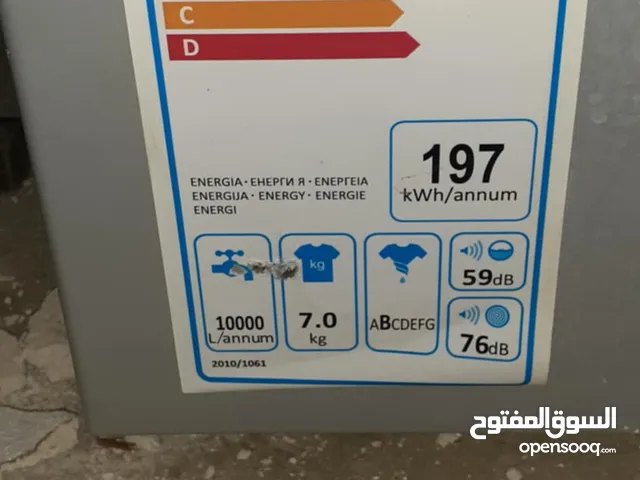 C
D
197
kWh/annum
ENERGIA · ЕНЕРГИ Я · ΕΝΕΡΓΕΙΑ
ENERGIJA · ENERGY · ENERGIE
ENERGI
10000
L/annum
kg
7.0
kg
ABCDEFG
59dB
76dB
2010/1061
السوق المفتوح
opensooq.com